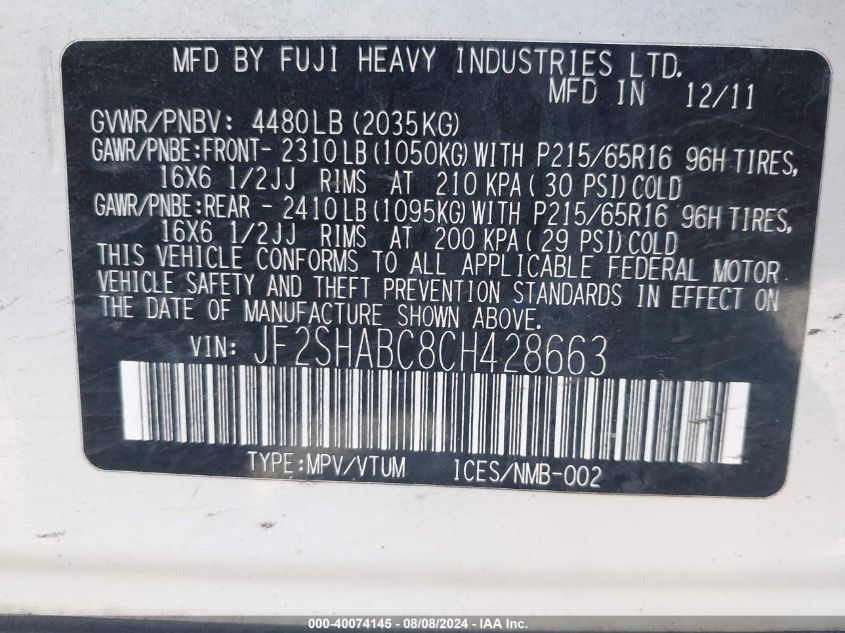 MFD BY FUJI HEAVY INDUSTRIES LTD.
MFD IN 12/11
GVWR/PNBV: 4480LB (2035KG)
GAWR/PNBE:FRONT- 2310LB (1050KG) WITH P215/65R16 96H TIRES,
16X6 1/2JJ RIMS AT 210 KPA ( 30 PSI) COLD
GAWR/PNBE:REAR - 2410LB (1095KG) WITH P215/65R16 96H TIRES,
16X6 1/2JJ RIMS AT 200 KPA ( 29 PSI) COLD
THIS VEHICLE CONFORMS TO ALL APPLICABLE FEDERAL MOTOR
VEHICLE SAFETY AND THEFT PREVENTION STANDARDS IN EFFECT ON
THE DATE OF MANUFACTURE SHOWN ABOVE.
VIN: JF2SHABC8CH428663
TYPE:MPV/VTUM ICES/NMB-002
000-40074145 - 08/08/2024 - IAA Inc.